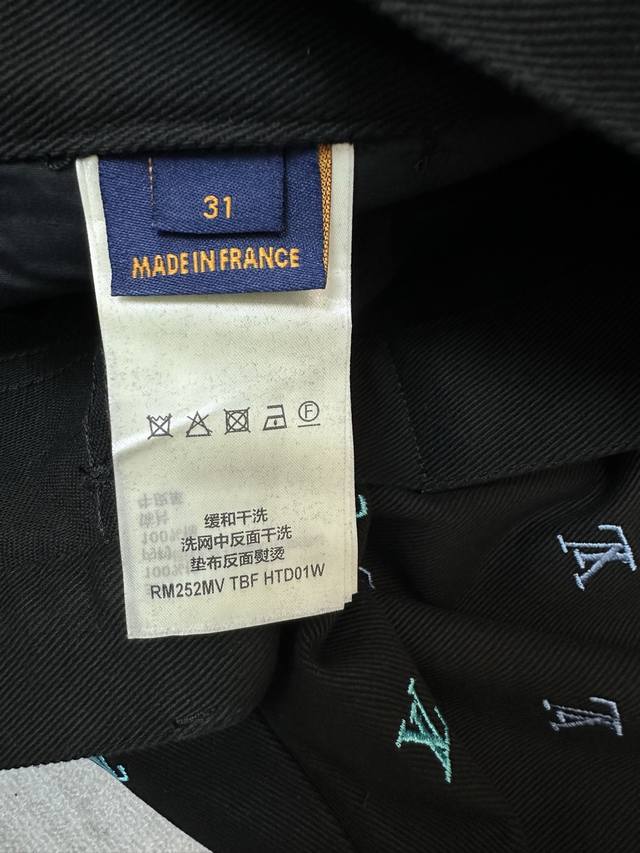 31
MADE IN FRANCE
F
缓和干洗
洗网中反面干洗
垫布反面熨烫
RM252MV TBF HTD01W